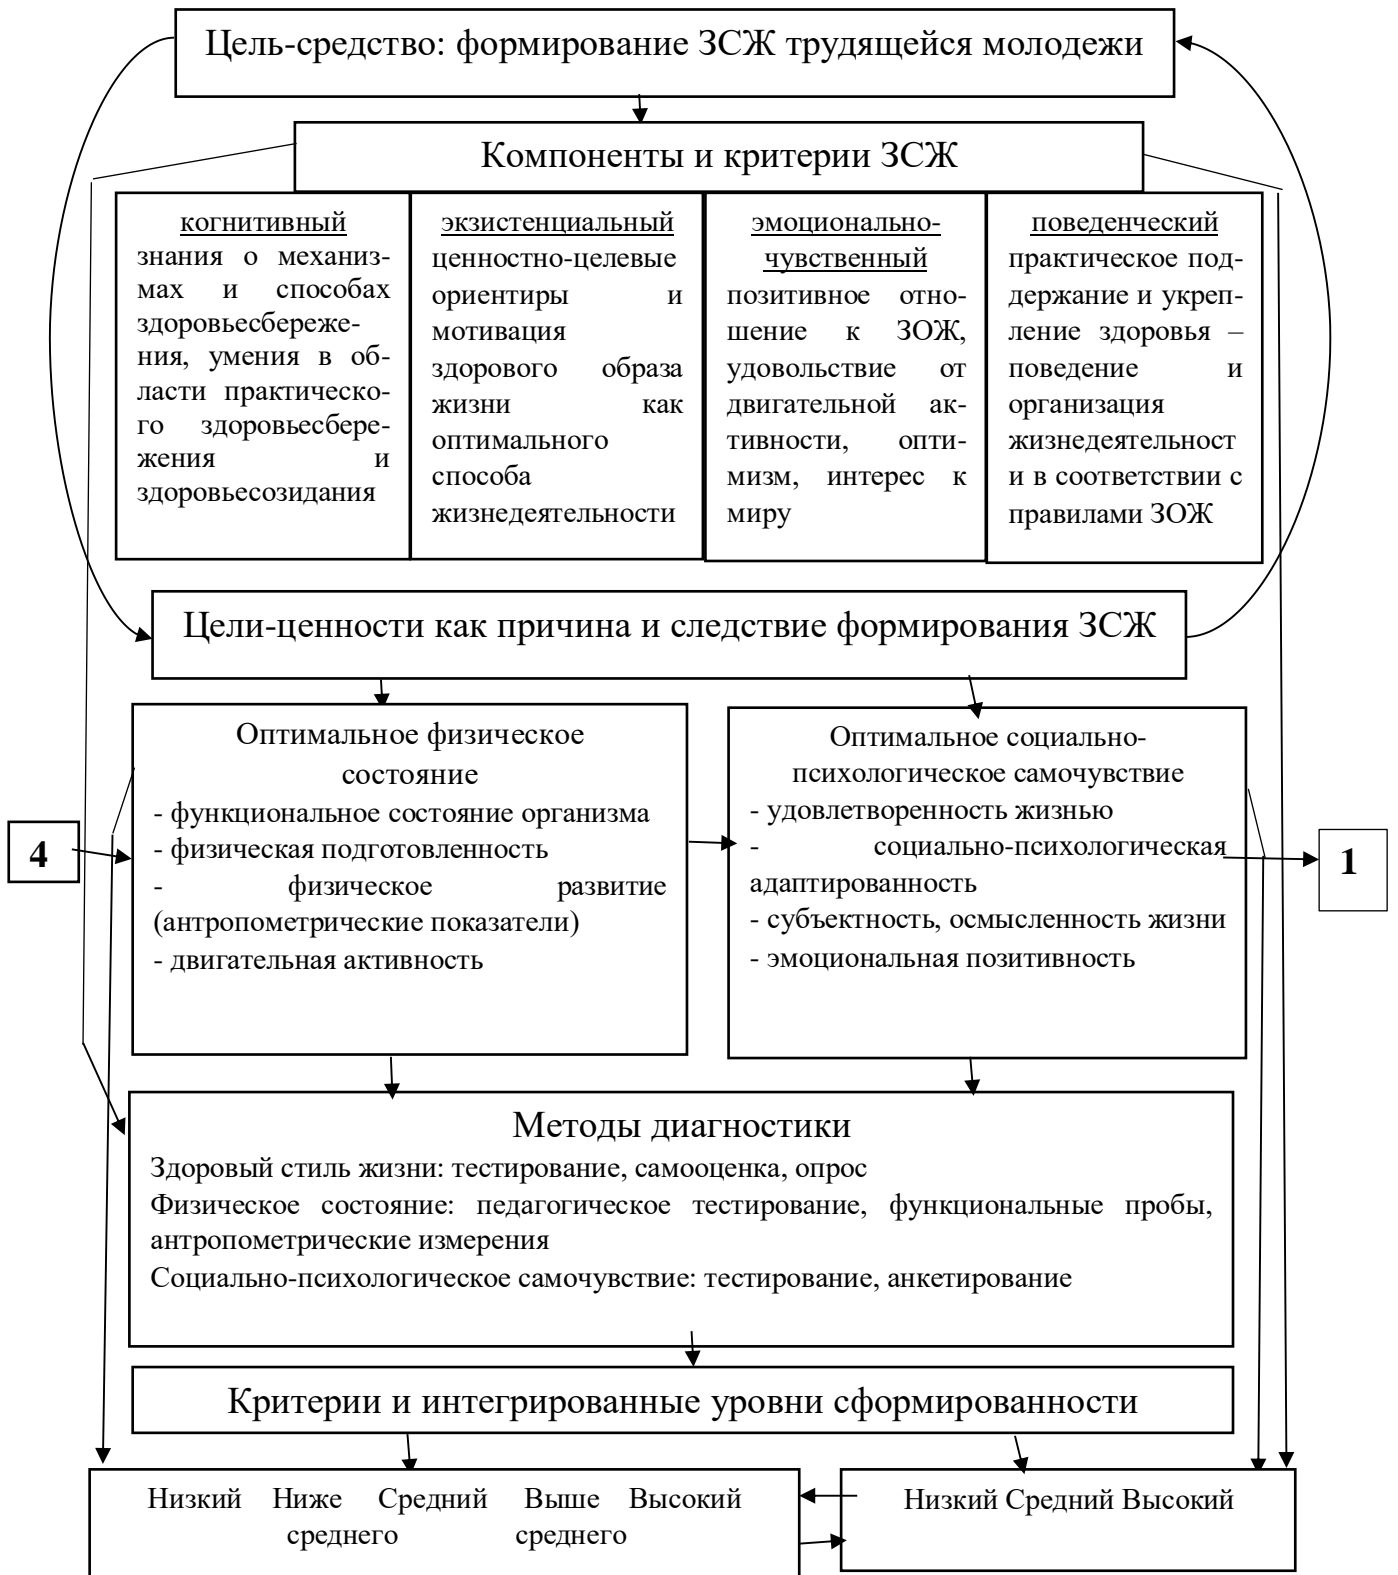 Цель-средство: формирование ЗСЖ трудящейся молодежи
Компоненты и критерии ЗСЖ
когнитивный
знания о механиз-
мах и способах
здоровьесбереже-
ния, умения в об-
ласти практическо-
го здоровьесбере-
жения и
здоровьесозидания
экзистенциальный
ценностно-целевые
ориентиры и
мотивация
здорового образа
жизни как
оптимального
способа
жизнедеятельности
эмоционально-
чувственный
позитивное отно-
шение к ЗОЖ,
удовольствие от
двигательной ак-
тивности, опти-
мизм, интерес к
миру
поведенческий
практическое под-
держание и укреп-
ление здоровья –
поведение и
организация
жизнедеятельност
и в соответствии с
правилами ЗОЖ
Цели-ценности как причина и следствие формирования ЗСЖ
4
Оптимальное физическое
состояние
- функциональное состояние организма
- физическая подготовленность
- физическое развитие
(антропометрические показатели)
- двигательная активность
Оптимальное социально-
психологическое самочувствие
- удовлетворенность жизнью
- социально-психологическая
адаптированность
- субъектность, осмысленность жизни
- эмоциональная позитивность
1
Методы диагностики
Здоровый стиль жизни: тестирование, самооценка, опрос
Физическое состояние: педагогическое тестирование, функциональные пробы,
антропометрические измерения
Социально-психологическое самочувствие: тестирование, анкетирование
Критерии и интегрированные уровни сформированности
Низкий Ниже Средний Выше Высокий
среднего среднего
Низкий Средний Высокий